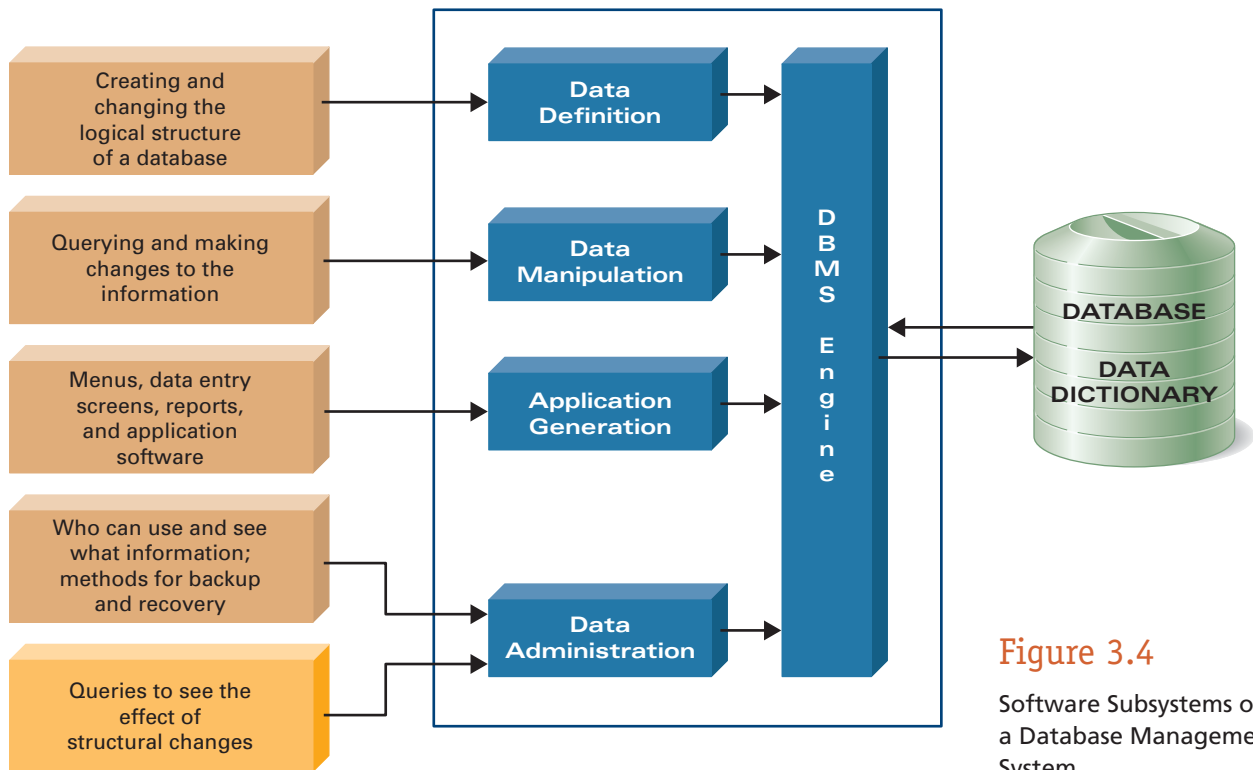 Creating and
changing the
logical structure
of a database
Data
Definition
Querying and making
changes to the
information
Data
Manipulation
Menus, data entry
screens, reports,
and application
software
Application
Generation
Who can use and see
what information;
methods for backup
and recovery
Data
Administration
Queries to see the
effect of
structural changes
D
B
M
S
E
n
g
i
n
e
DATABASE
DATA
DICTIONARY
Figure 3.4
Software Subsystems o
a Database Manageme
System